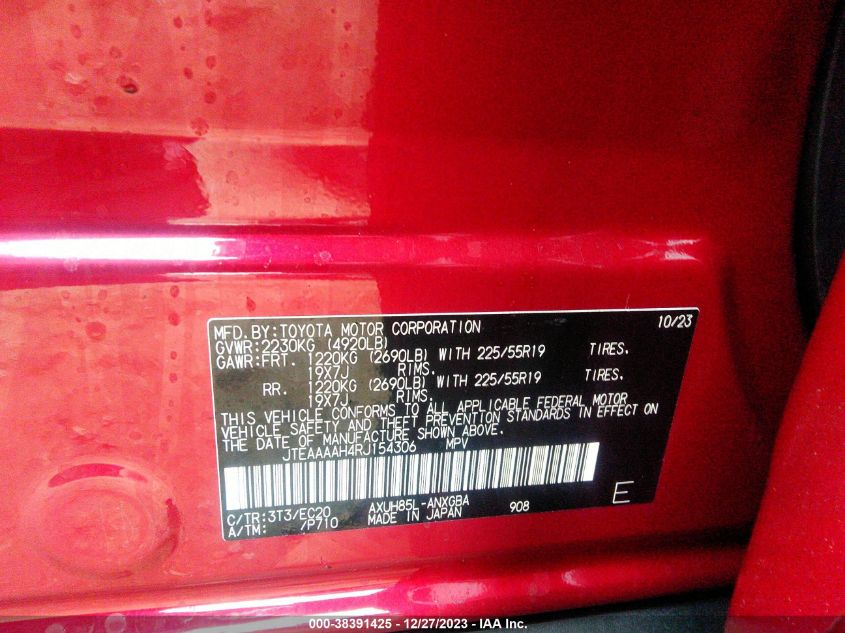 MFD.BY:TOYOTA MOTOR CORPORATION 10/23
GVWR:2230KG (4920LB)
GAWR:FRT. 1220KG (2690LB) WITH 225/55R19 TIRES.
19X7J RIMS.
RR. 1220KG (2690LB) WITH 225/55R19 TIRES.
19X7J RIMS.
THIS VEHICLE CONFORMS TO ALL APPLICABLE FEDERAL MOTOR
VEHICLE SAFETY AND THEFT PREVENTION STANDARDS IN EFFECT ON
THE DATE OF MANUFACTURE SHOWN ABOVE.
JTEAAAAH4RJ154306 MPV
C/TR:3T3/EC20 AXUH85L-ANXGBA 908 E
A/TM: /P710 MADE IN JAPAN
000-38391425 - 12/27/2023 - IAA Inc.